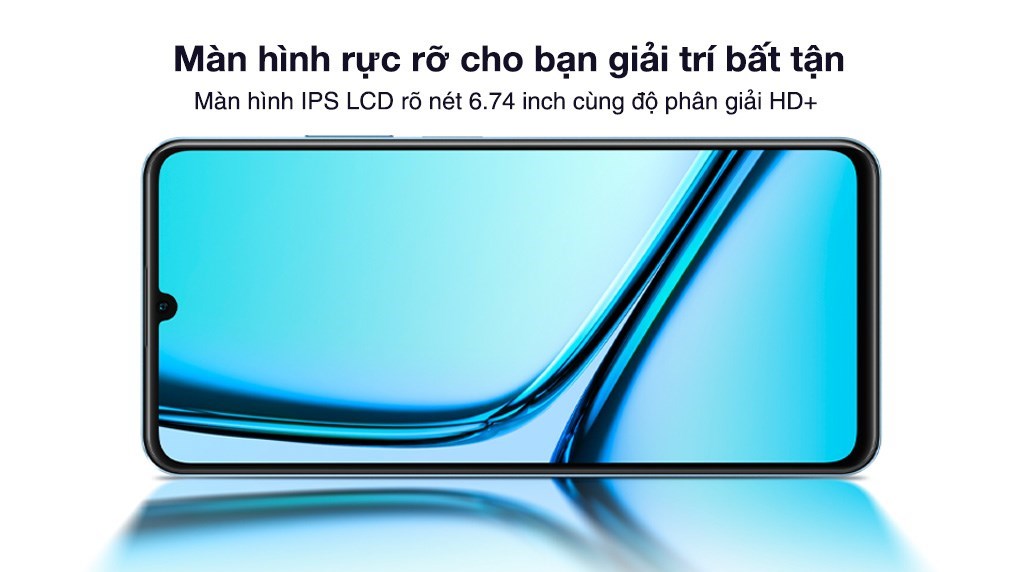 Màn hình rực rỡ cho bạn giải trí bất tận
Màn hình IPS LCD rõ nét 6.74 inch cùng độ phân giải HD+